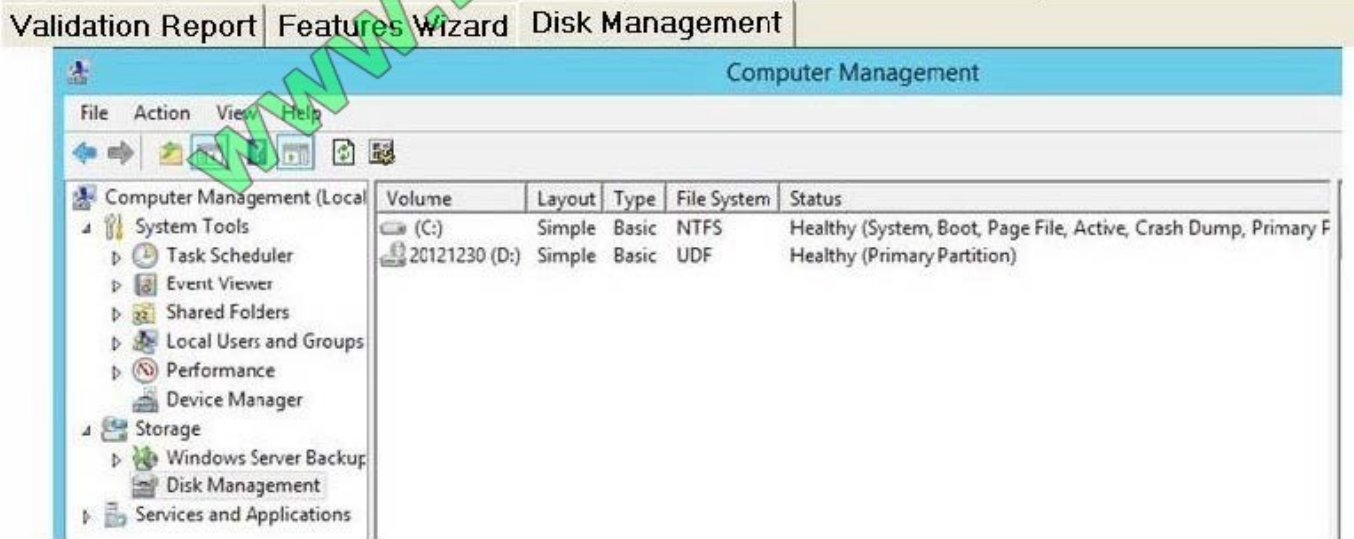 Validation Report Features Wizard Disk Management
Computer Management
File Action View Help
Computer Management (Local
Volume Layout Type File System Status
System Tools
(C:) Simple Basic NTFS Healthy (System, Boot, Page File, Active, Crash Dump, Primary P
Task Scheduler
20121230 (D:) Simple Basic UDF Healthy (Primary Partition)
Event Viewer
Shared Folders
Local Users and Groups
Performance
Device Manager
Storage
Windows Server Backup
Disk Management
Services and Applications
www.